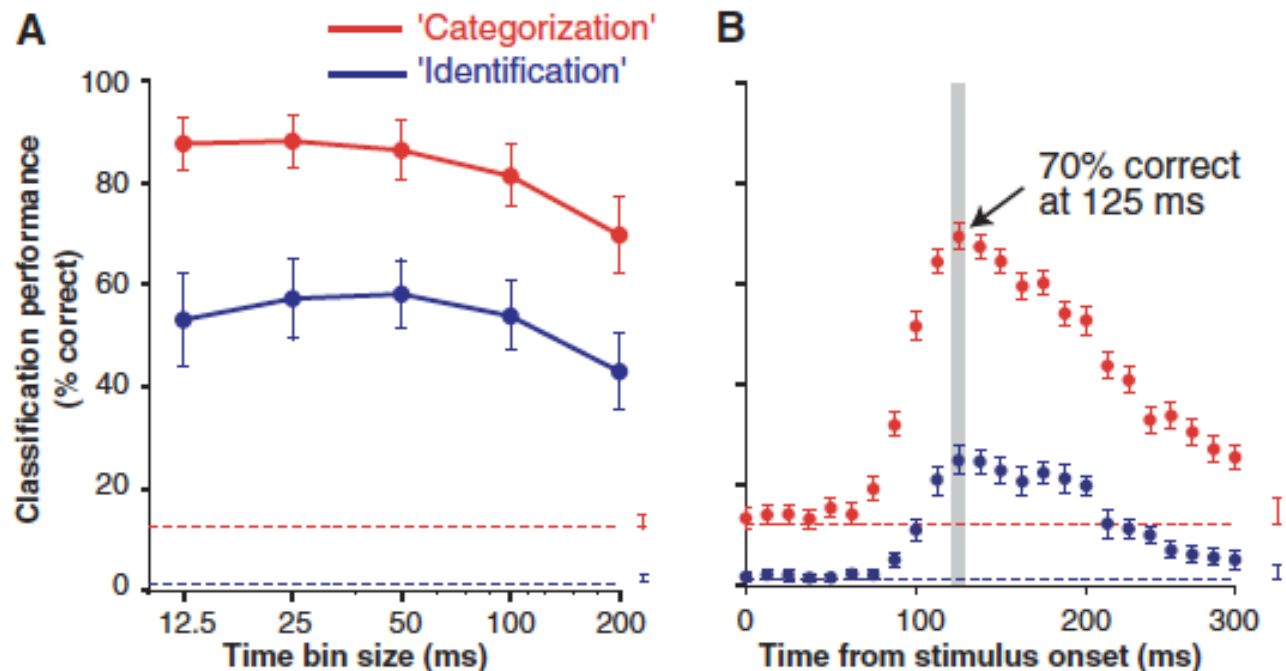 A
'Categorization'
'Identification'
Classification performance
(% correct)
100
80
60
40
20
0
12.5 25 50 100 200
Time bin size (ms)
B
70% correct
at 125 ms
0 100 200 300
Time from stimulus onset (ms)